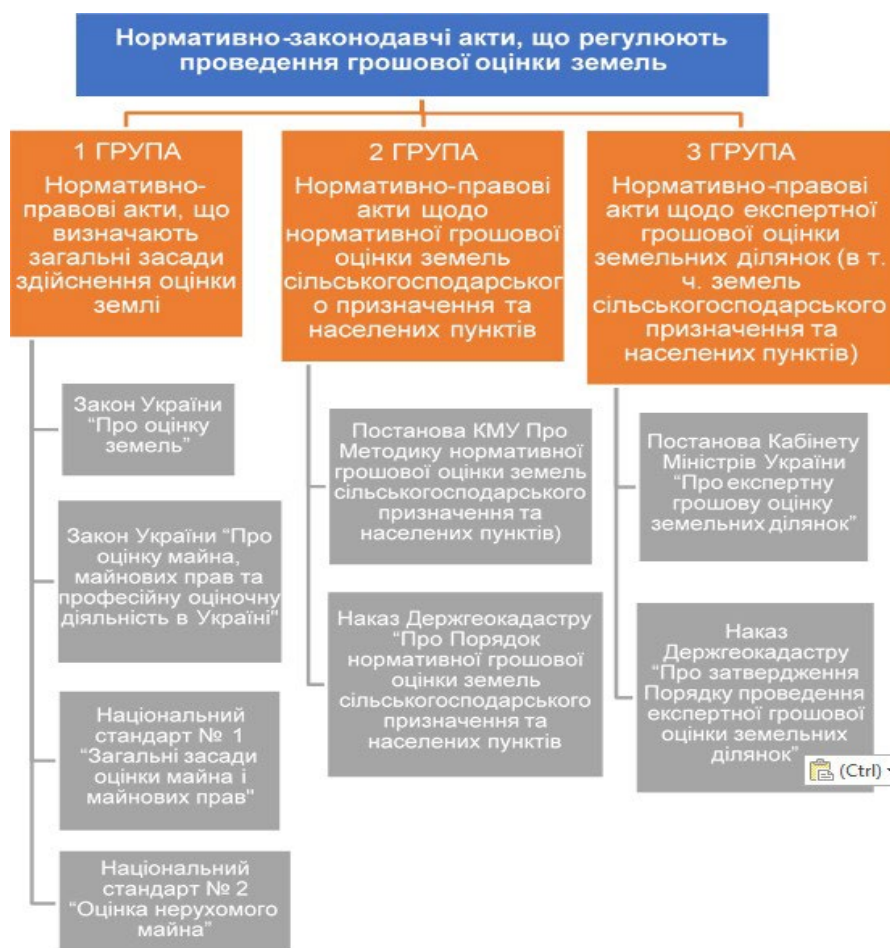 Нормативно-законодавчі акти, що регулюють
проведення грошової оцінки земель
1 ГРУПА
Нормативно-
правові акти, що
визначають
загальні засади
здійснення оцінки
землі
2 ГРУПА
Нормативно-правові
акти щодо
нормативної грошової
оцінки земель
сільськогосподарськог
о призначення та
населених пунктів
3 ГРУПА
Нормативно-правові
акти щодо експертної
грошової оцінки
земельних ділянок (в т.
ч. земель
сільськогосподарського
призначення та
населених пунктів)
Закон України
“Про оцінку
земель”
Закон України “Про
оцінку майна,
майнових прав та
професійну оціночну
діяльність в Україні"
Національний
стандарт № 1
“Загальні засади
оцінки майна і
майнових прав"
Національний
стандарт № 2
“Оцінка нерухомого
майна”
Постанова КМУ Про
Методику нормативної
грошової оцінки земель
сільськогосподарського
призначення та
населених пунктів)
Наказ Держгеокадастру
“Про Порядок
нормативної грошової
оцінки земель
сільськогосподарського
призначення та
населених пунктів
Постанова Кабінету
Міністрів України
“Про експертну
грошову оцінку
земельних ділянок”
Наказ
Держгеокадастру
“Про затвердження
Порядку проведення
експертної грошової
оцінки земельних
ділянок”
(Ctrl)